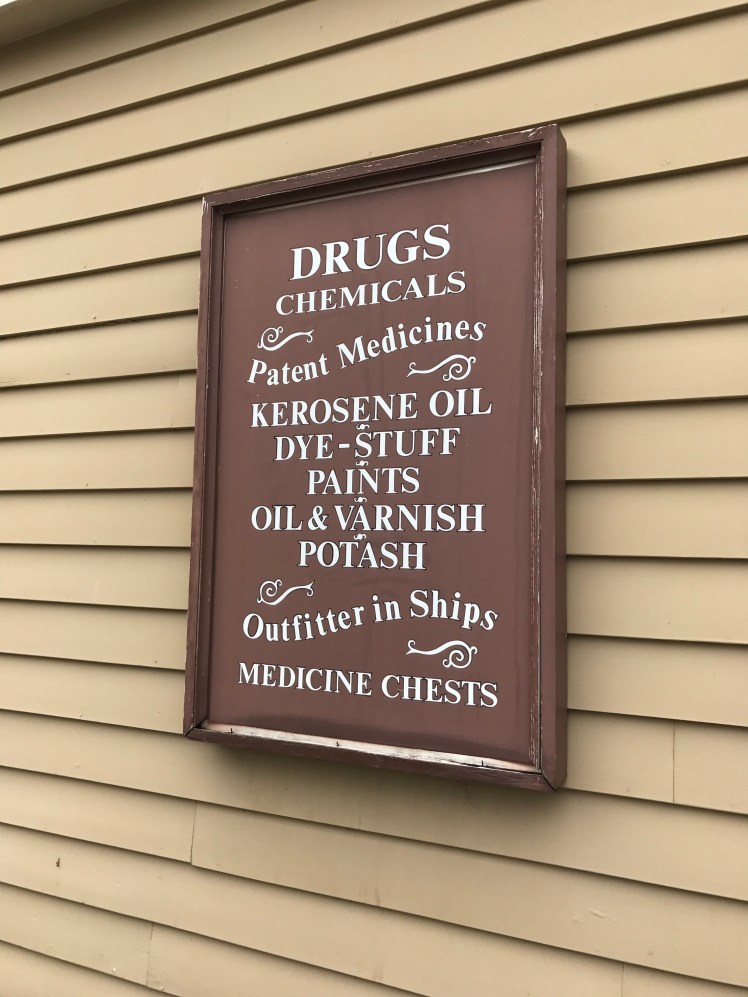 DRUGS
CHEMICALS
Patent Medicines
KEROSENE OIL
DYE-STUFF
PAINTS
OIL & VARNISH
POTASH
Outfitter in Ships
MEDICINE CHESTS